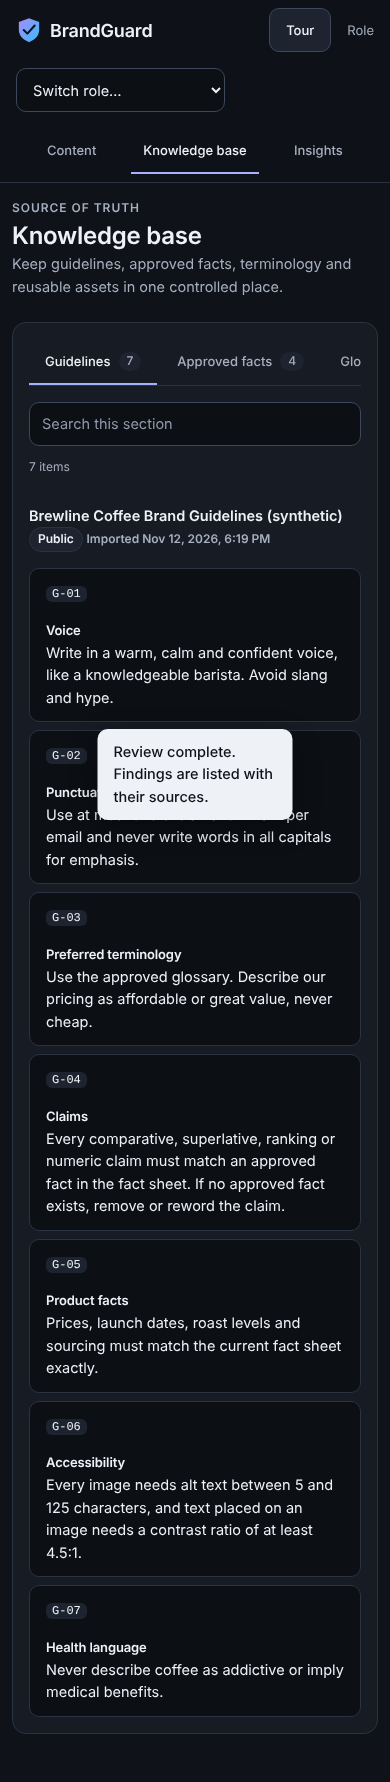 BrandGuard
Tour
Role
Switch role...
Content
Knowledge base
Insights
SOURCE OF TRUTH
Knowledge base
Keep guidelines, approved facts, terminology and
reusable assets in one controlled place.
Guidelines 7
Approved facts 4
Glo
Search this section
7 items
Brewline Coffee Brand Guidelines (synthetic)
Public Imported Nov 12, 2026, 6:19 PM
G-01
Voice
Write in a warm, calm and confident voice,
like a knowledgeable barista. Avoid slang
and hype.
G-02
Review complete.
Findings are listed with
their sources.
Use at
email and never write words in all capitals
for emphasis.
G-03
Preferred terminology
Use the approved glossary. Describe our
pricing as affordable or great value, never
cheap.
G-04
Claims
Every comparative, superlative, ranking or
numeric claim must match an approved
fact in the fact sheet. If no approved fact
exists, remove or reword the claim.
G-05
Product facts
Prices, launch dates, roast levels and
sourcing must match the current fact sheet
exactly.
G-06
Accessibility
Every image needs alt text between 5 and
125 characters, and text placed on an
image needs a contrast ratio of at least
4.5:1.
G-07
Health language
Never describe coffee as addictive or imply
medical benefits.